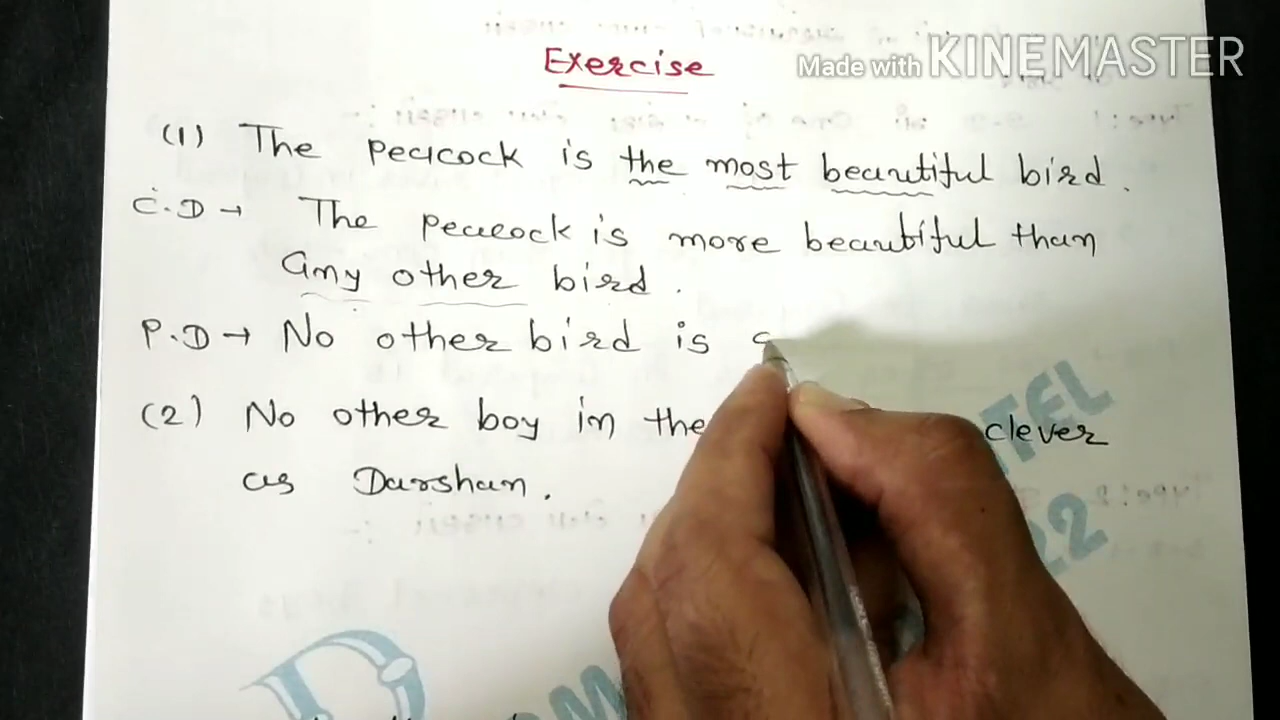 Exercise
Made with KINEMASTER
(1) The peacock is the most beautiful bird.
C.D → The peacock is more beautiful than
any other bird.
P.D → No other bird is
(2) No other boy in the clever
as Darshan.
22